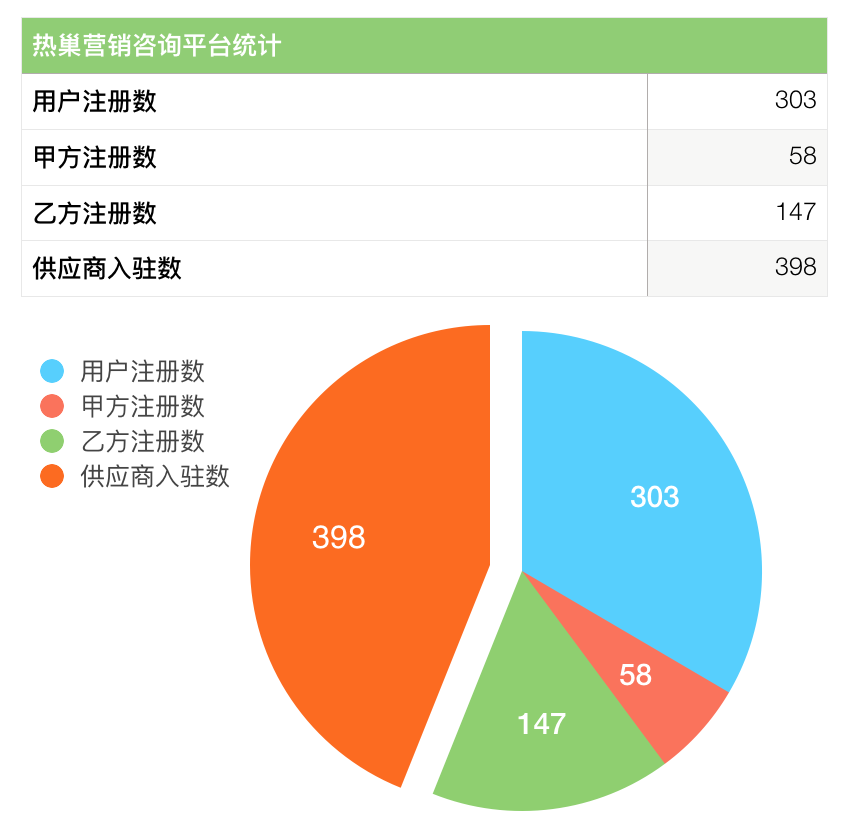 热巢营销咨询平台统计
用户注册数 303
甲方注册数 58
乙方注册数 147
供应商入驻数 398
用户注册数
甲方注册数
乙方注册数
供应商入驻数
303
398
58
147